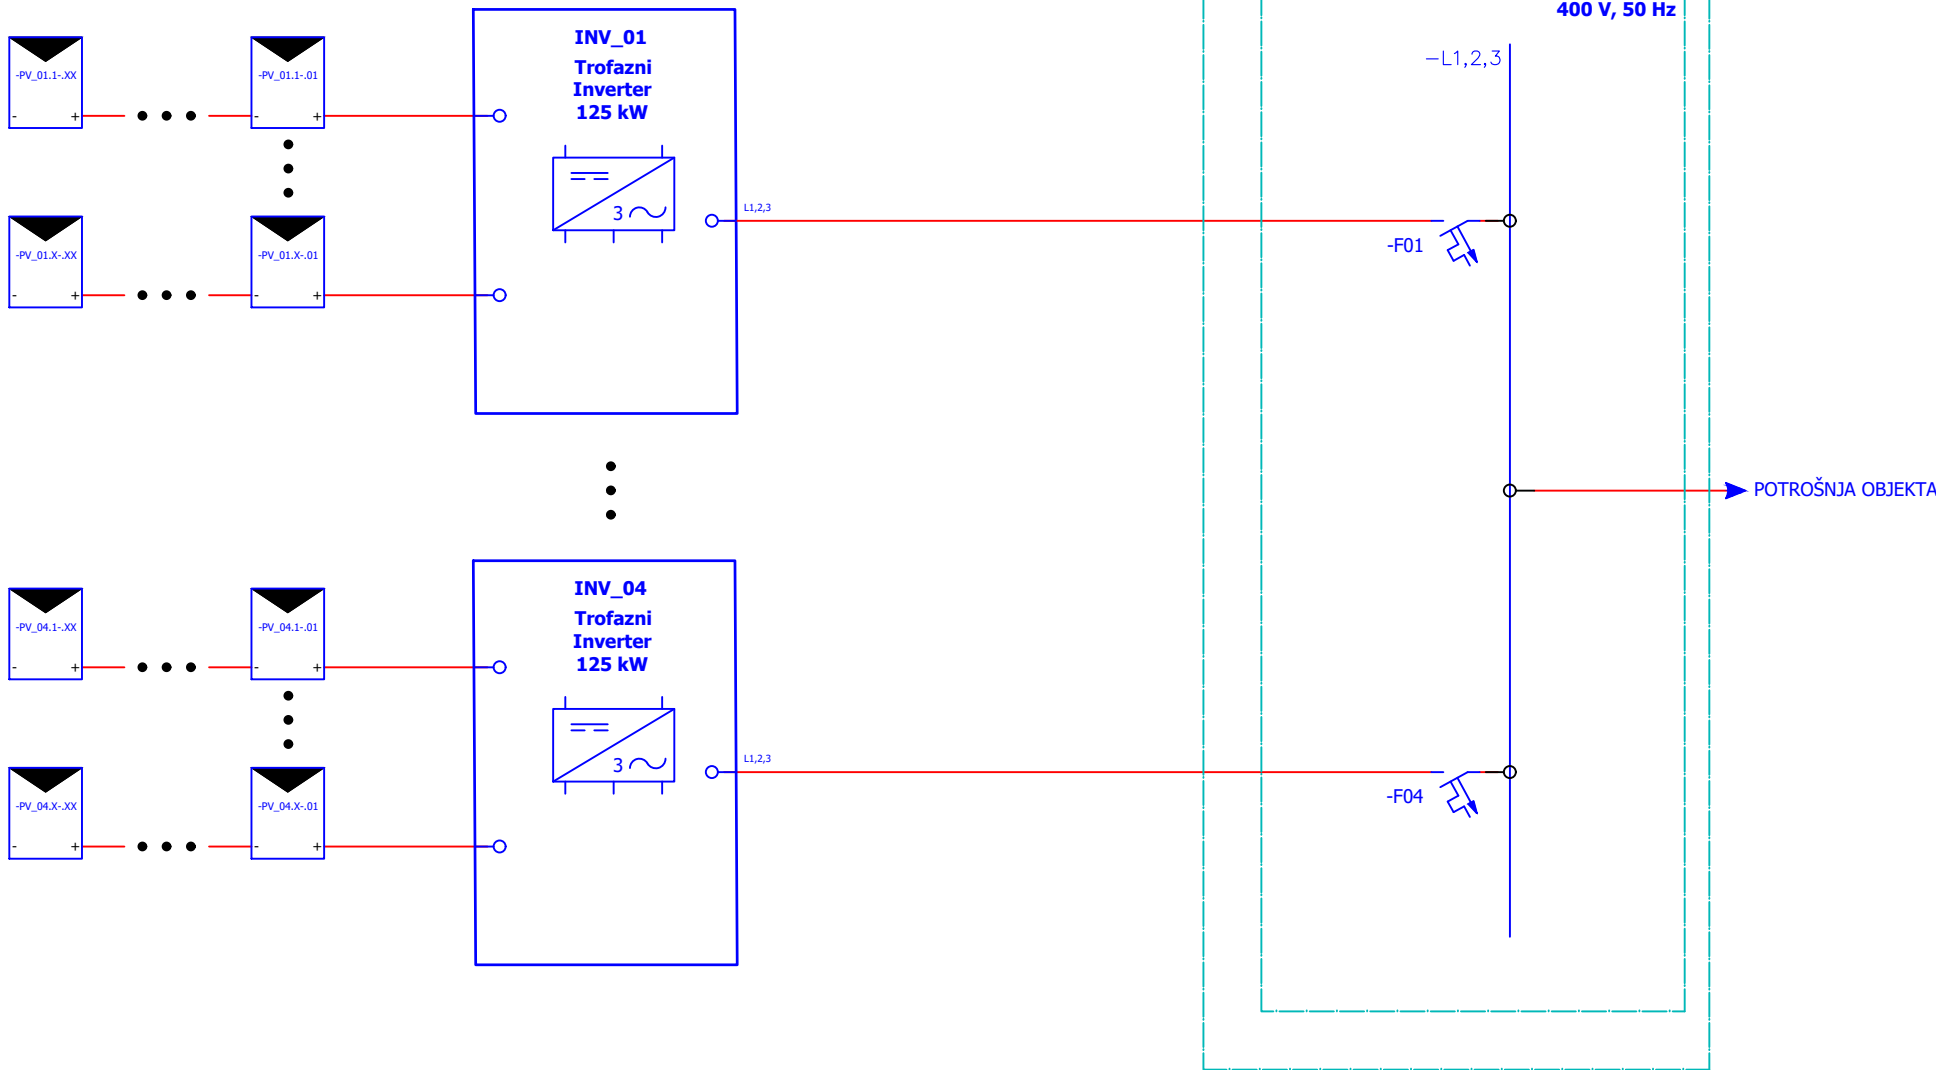 400 V, 50 Hz
INV_01
Trofazni
Inverter
125 kW
-L1,2,3
-PV_01.1-.XX
-PV_01.1-.01
- +
- +
3
L1,2,3
-F01
-PV_01.X-.XX
-PV_01.X-.01
- +
- +
POTROŠNJA OBJEKTA
INV_04
Trofazni
Inverter
125 kW
-PV_04.1-.XX
-PV_04.1-.01
- +
- +
3
L1,2,3
-F04
-PV_04.X-.XX
-PV_04.X-.01
- +
- +